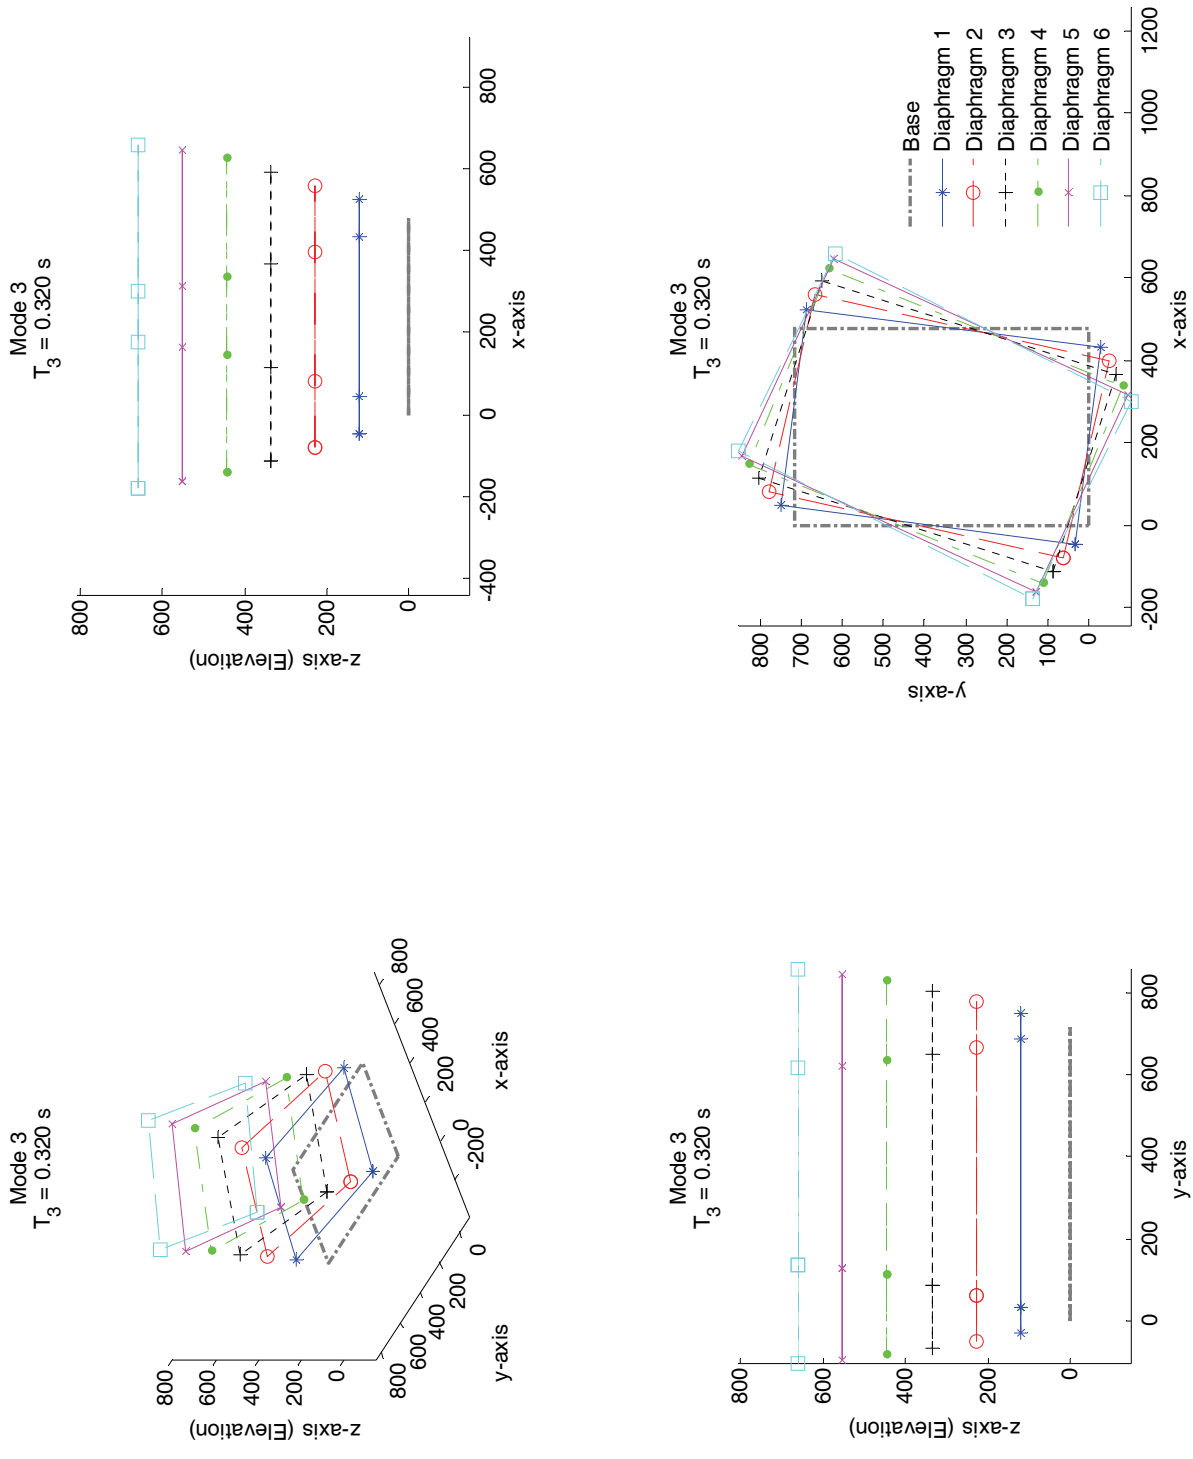 Mode 3
T3 = 0.320 s
800
600
400
200
0
z-axis (Elevation)
800
600
400
200
0
y-axis
-200
0
200
400
600
800
x-axis
Mode 3
T3 = 0.320 s
800
600
400
200
0
z-axis (Elevation)
-400
-200
0
200
400
600
800
x-axis
Mode 3
T3 = 0.320 s
800
600
400
200
0
z-axis (Elevation)
0
200
400
600
800
y-axis
Mode 3
T3 = 0.320 s
800
700
600
500
400
300
200
100
0
y-axis
-200
0
200
400
600
800
1000
1200
x-axis
Base
Diaphragm 1
Diaphragm 2
Diaphragm 3
Diaphragm 4
Diaphragm 5
Diaphragm 6